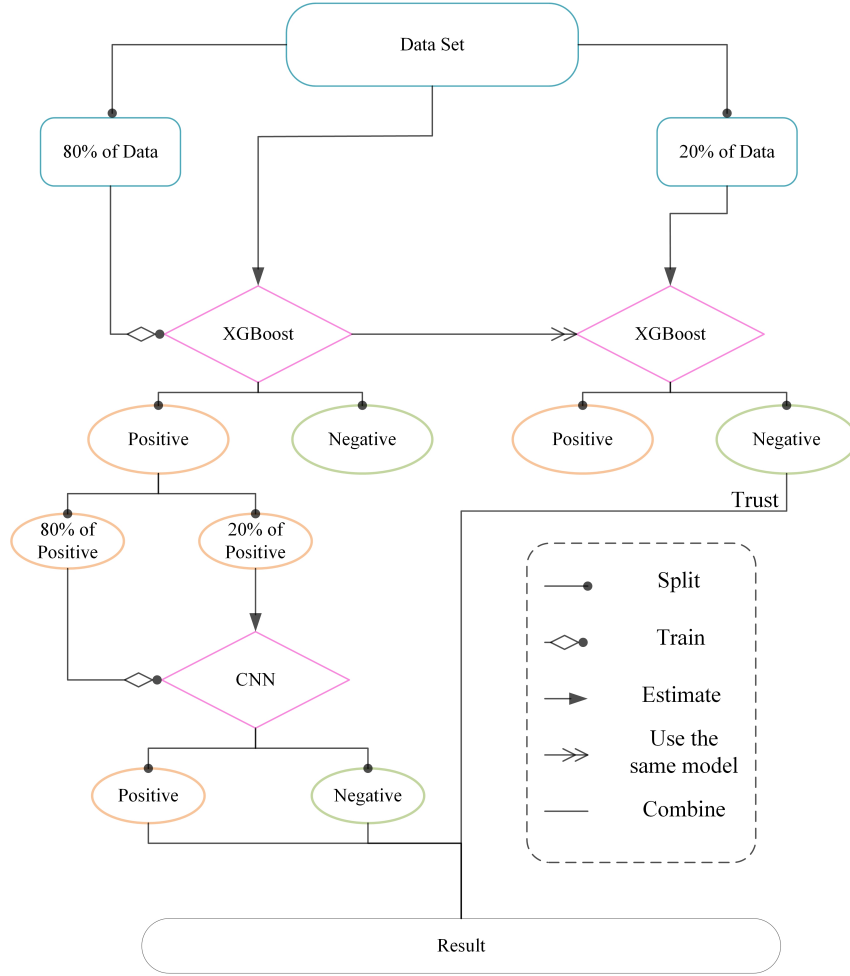 Data Set
80% of Data
20% of Data
XGBoost
XGBoost
Positive
Negative
Positive
Negative
Trust
80% of
Positive
20% of
Positive
Split
Train
CNN
Estimate
Use the
same model
Positive
Negative
Combine
Result